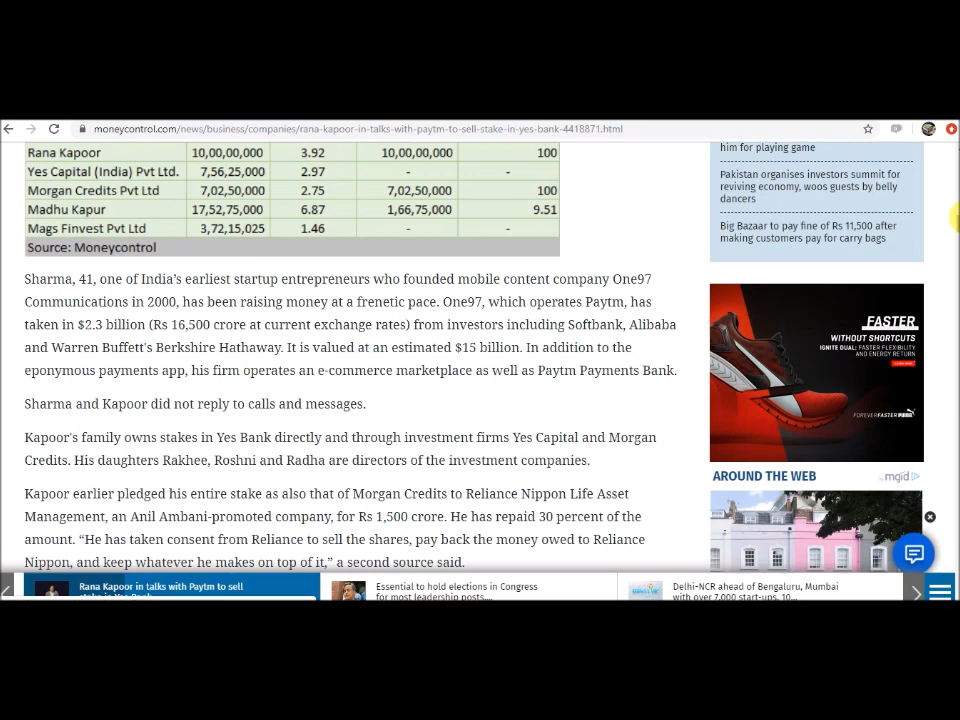 moneycontrol.com/news/business/companies/rana-kapoor-in-talks-with-paytm-to-sell-stake-in-yes-bank-4418871.html
Rana Kapoor 10,00,00,000 3.92 10,00,00,000 100
Yes Capital (India) Pvt Ltd. 7,56,25,000 2.97 - -
Morgan Credits Pvt Ltd 7,02,50,000 2.75 7,02,50,000 100
Madhu Kapur 17,52,75,000 6.87 1,66,75,000 9.51
Mags Finvest Pvt Ltd 3,72,15,025 1.46 - -
Source: Moneycontrol
Sharma, 41, one of India's earliest startup entrepreneurs who founded mobile content company One97
Communications in 2000, has been raising money at a frenetic pace. One97, which operates Paytm, has
taken in $2.3 billion (Rs 16,500 crore at current exchange rates) from investors including Softbank, Alibaba
and Warren Buffett's Berkshire Hathaway. It is valued at an estimated $15 billion. In addition to the
eponymous payments app, his firm operates an e-commerce marketplace as well as Paytm Payments Bank.
Sharma and Kapoor did not reply to calls and messages.
Kapoor's family owns stakes in Yes Bank directly and through investment firms Yes Capital and Morgan
Credits. His daughters Rakhee, Roshni and Radha are directors of the investment companies.
Kapoor earlier pledged his entire stake as also that of Morgan Credits to Reliance Nippon Life Asset
Management, an Anil Ambani-promoted company, for Rs 1,500 crore. He has repaid 30 percent of the
amount. “He has taken consent from Reliance to sell the shares, pay back the money owed to Reliance
Nippon, and keep whatever he makes on top of it,” a second source said.
him for playing game
Pakistan organises investors summit for
reviving economy, woos guests by belly
dancers
Big Bazaar to pay fine of Rs 11,500 after
making customers pay for carry bags
FASTER
WITHOUT SHORTCUTS
IGNITE DUAL: FASTER FLEXIBILITY
AND ENERGY RETURN
FOREVER FASTER PUMA
AROUND THE WEB
by mgid
Rana Kapoor in talks with Paytm to sell
stake in Yes Bank
Essential to hold elections in Congress
for most leadership posts,...
Delhi-NCR ahead of Bengaluru, Mumbai
with over 7,000 start-ups, 10...